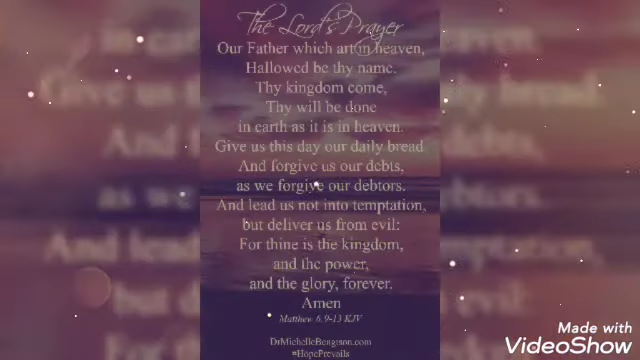 The Lord's Prayer
Our Father which art in heaven,
Hallowed be thy name.
Thy kingdom come,
Thy will be done
in earth as it is in heaven.
Give us this day our daily bread
And forgive us our debts,
as we forgive our debtors.
And lead us not into temptation,
but deliver us from evil:
For thine is the kingdom,
and the power,
and the glory, forever.
Amen
Matthew 6.9-13 KJV
DrMichelleBengtson.com
#HopePrevails
Made with
VideoShow